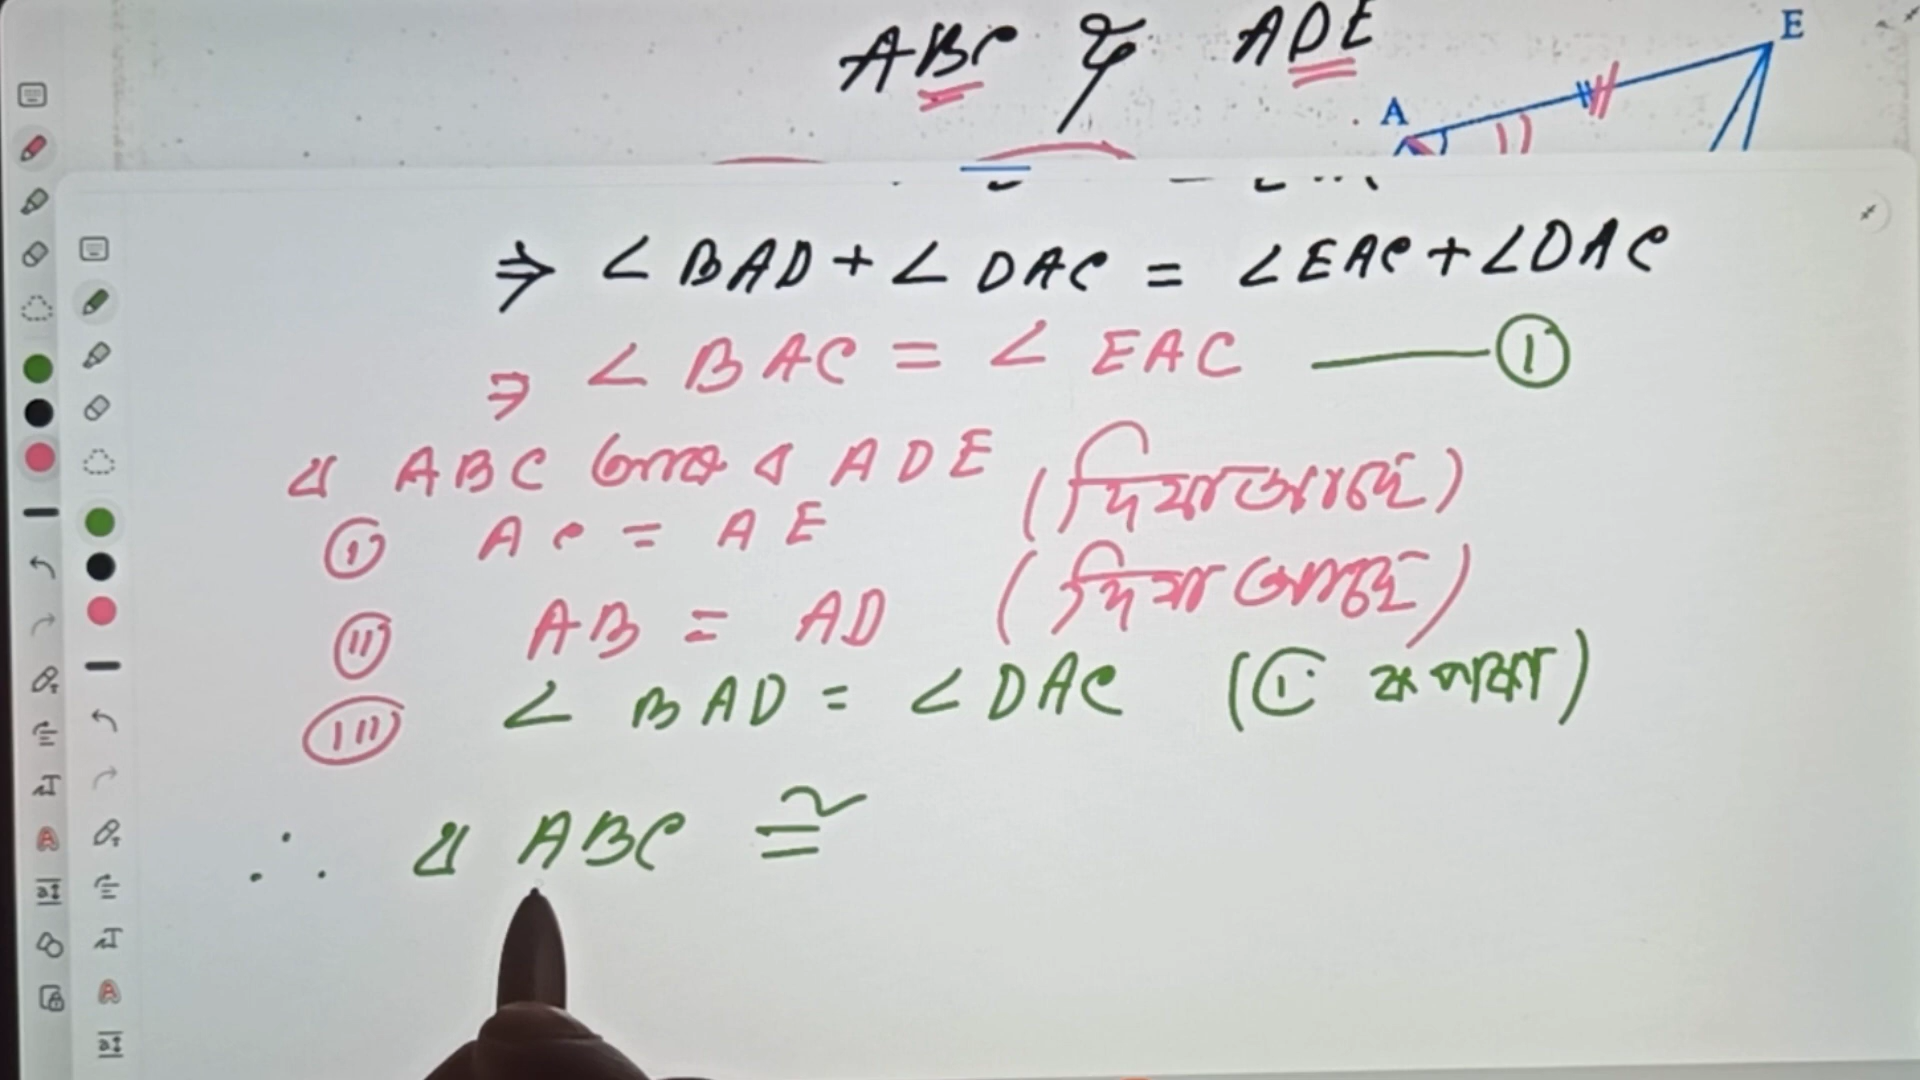 ABC ADE
E
A
⇒ ∠BAD + ∠DAC = ∠EAC + ∠DAC
⇒ ∠BAC = ∠EAC ——— ①
Δ ABC আৰু Δ ADE
(i) AC = AE (দিয়া আছে)
(ii) AB = AD (দিয়া আছে)
(iii) ∠BAD = ∠DAC (① ৰ পৰা)
∴ Δ ABC ≅